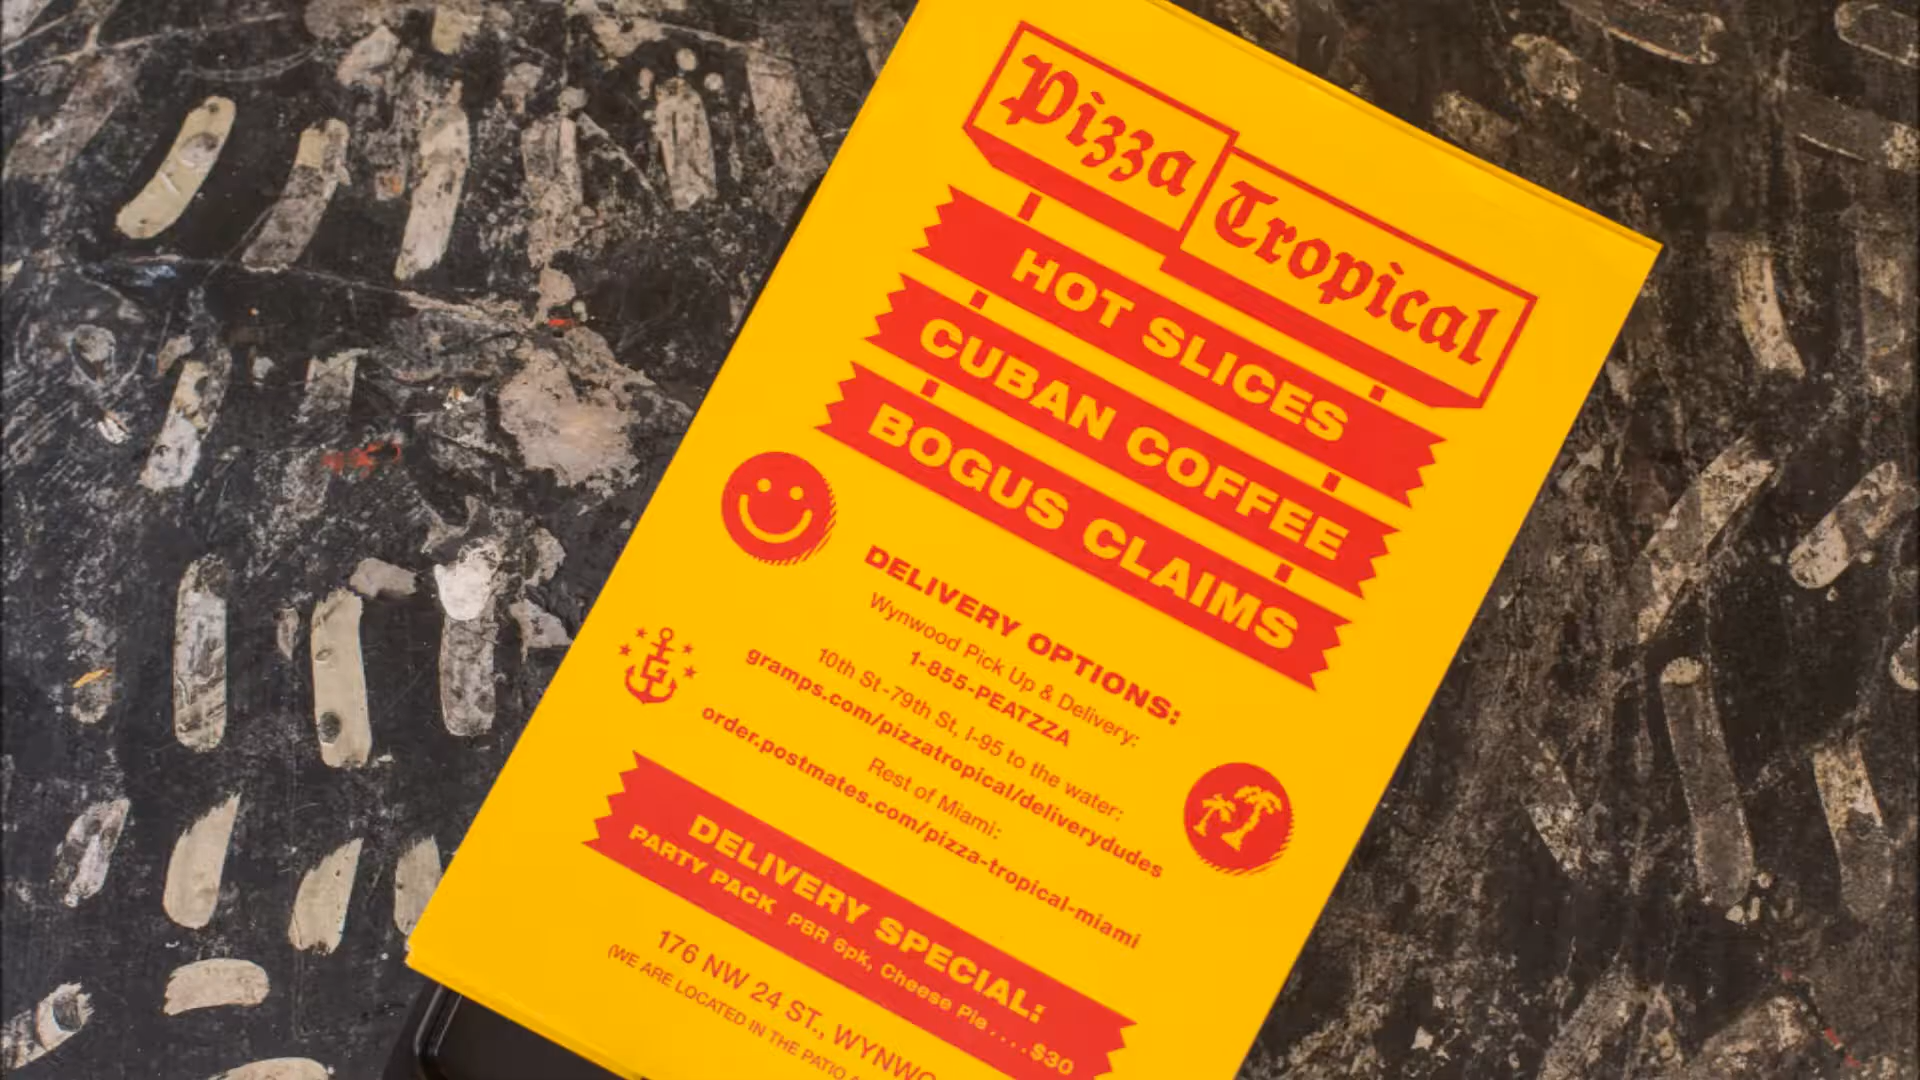 Pizza Tropical
HOT SLICES
CUBAN COFFEE
BOGUS CLAIMS
DELIVERY OPTIONS:
Wynwood Pick Up & Delivery:
1-855-PEATZZA
10th St-79th St, I-95 to the water:
gramps.com/pizzatropical/deliverydudes
Rest of Miami:
order.postmates.com/pizza-tropical-miami
DELIVERY SPECIAL:
PARTY PACK PBR 6pk, Cheese Pie....$30
176 NW 24 ST.,
(WE ARE LOCATED IN THE PATIO
G